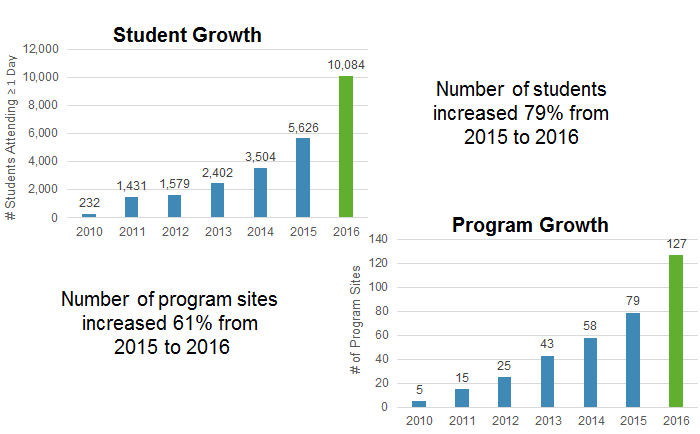 Student Growth
# Students Attending ≥ 1 Day
12,000
10,000
8,000
6,000
4,000
2,000
0
232
1,431
1,579
2,402
3,504
5,626
10,084
2010 2011 2012 2013 2014 2015 2016
Number of students
increased 79% from
2015 to 2016
Number of program sites
increased 61% from
2015 to 2016
Program Growth
# of Program Sites
140
120
100
80
60
40
20
0
5
15
25
43
58
79
127
2010 2011 2012 2013 2014 2015 2016